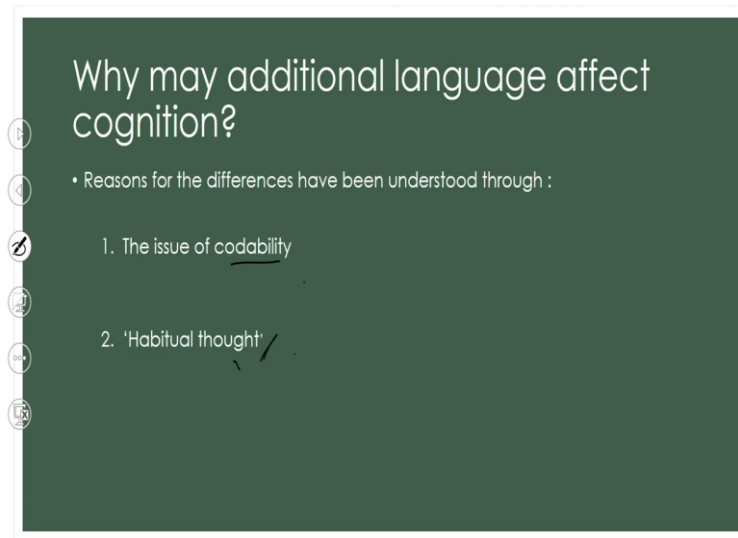 Why may additional language affect
cognition?
• Reasons for the differences have been understood through :
1. The issue of codability
2. ‘Habitual thought’